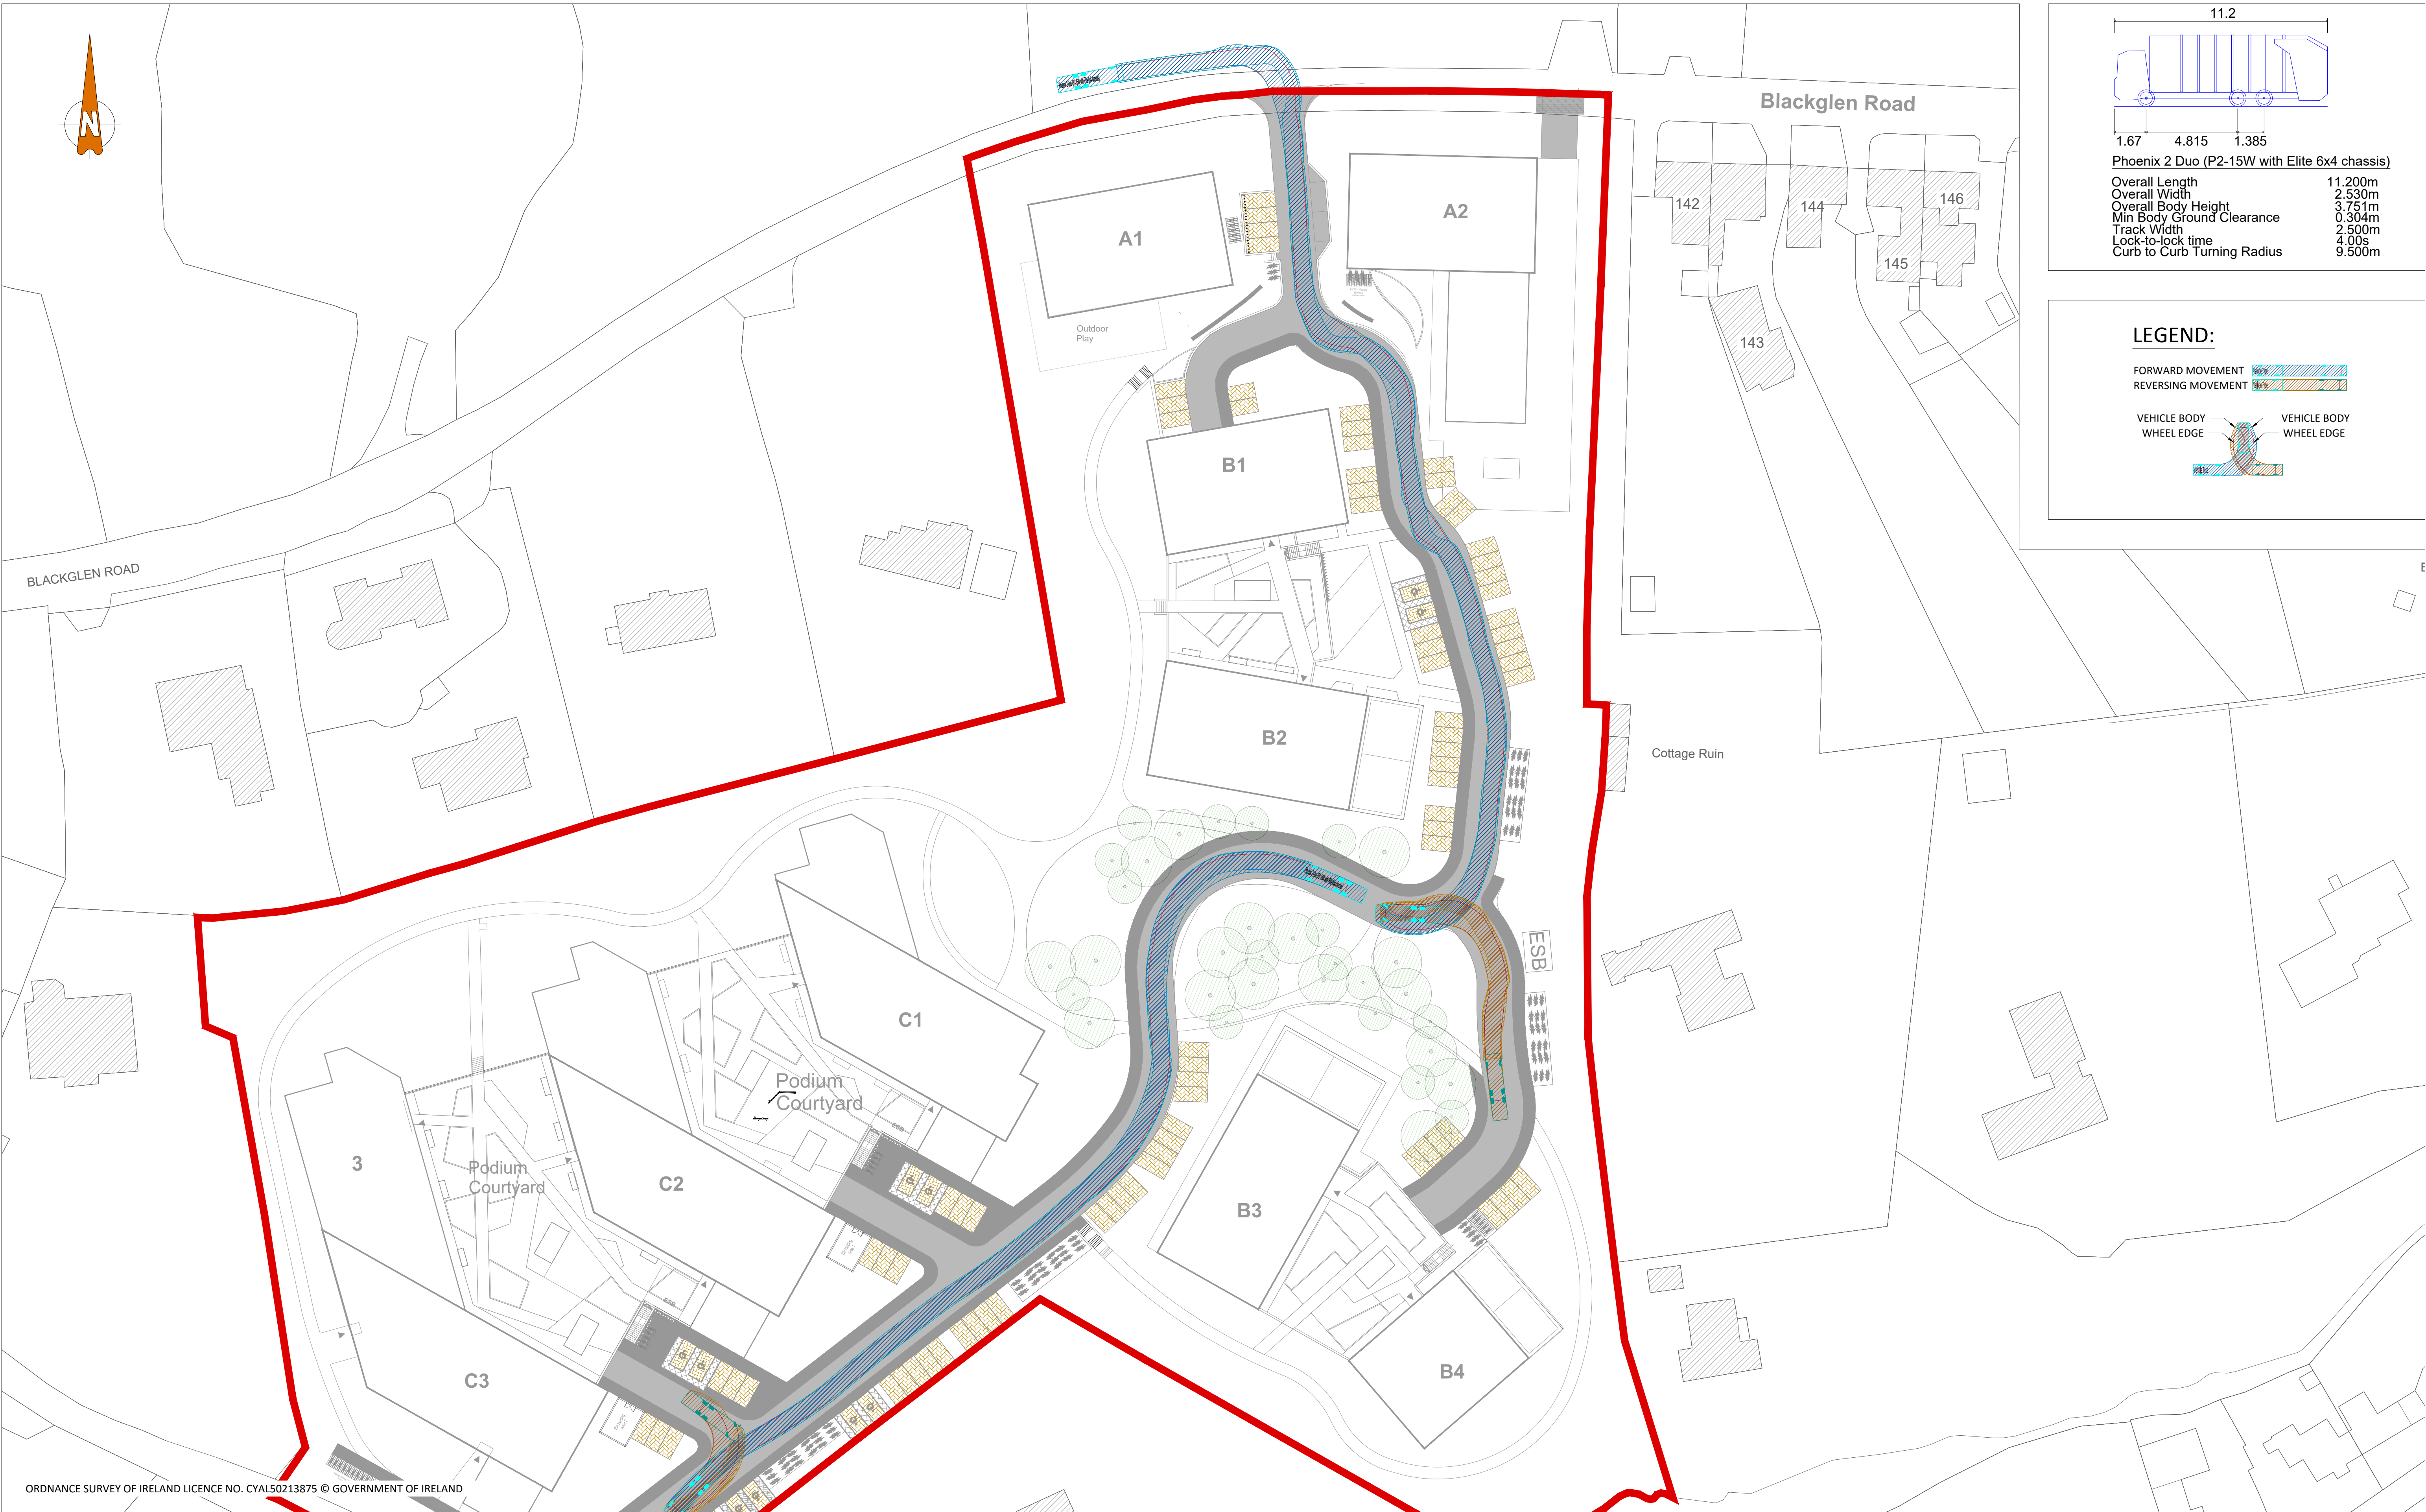 N
Blackglen Road
A1
A2
Outdoor
Play
142
144
146
145
143
B1
BLACKGLEN ROAD
B2
Cottage Ruin
ESB
C1
Podium
Courtyard
ESB
3
Podium
Courtyard
C2
B3
ESB
C3
B4
ORDNANCE SURVEY OF IRELAND LICENCE NO. CYAL50213875 © GOVERNMENT OF IRELAND
11.2
1.67 4.815 1.385
Phoenix 2 Duo (P2-15W with Elite 6x4 chassis)
Overall Length 11.200m
Overall Width 2.530m
Overall Body Height 3.751m
Min Body Ground Clearance 0.304m
Track Width 2.500m
Lock-to-lock time 4.00s
Curb to Curb Turning Radius 9.500m
LEGEND:
FORWARD MOVEMENT
REVERSING MOVEMENT
VEHICLE BODY VEHICLE BODY
WHEEL EDGE WHEEL EDGE